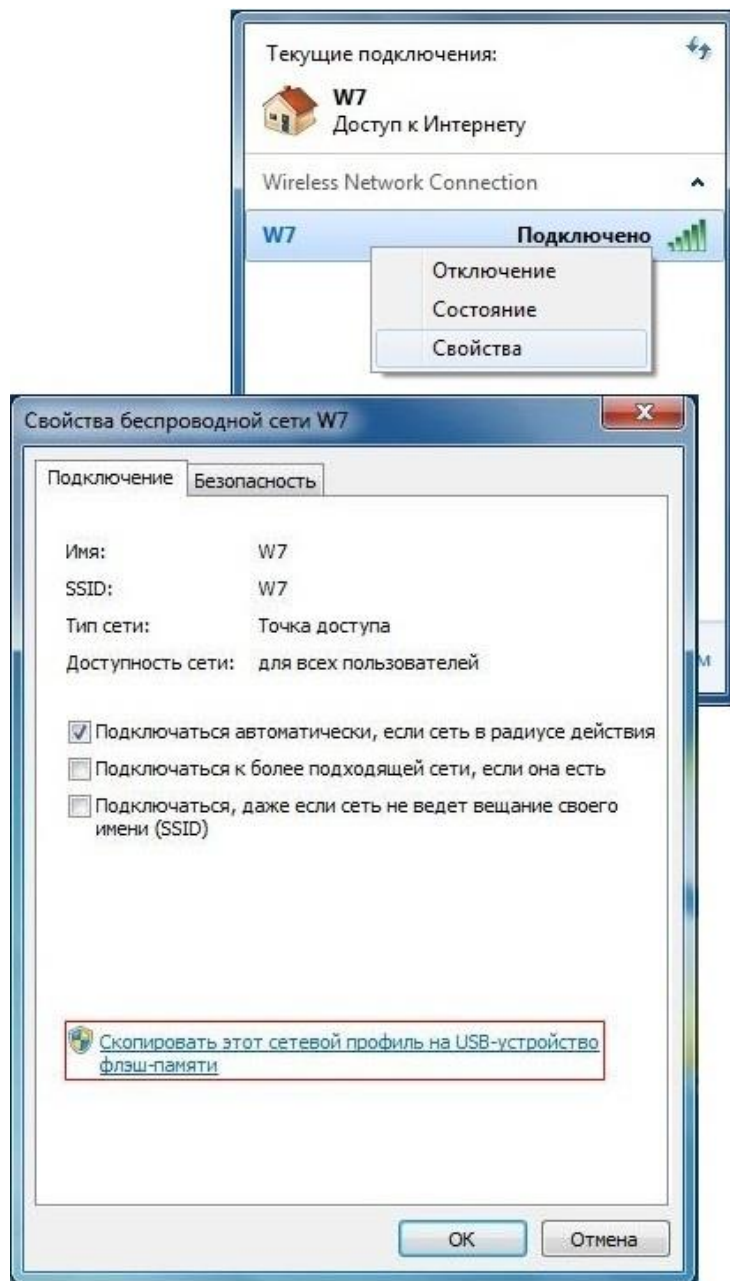 Текущие подключения:
W7
Доступ к Интернету
Wireless Network Connection
W7 Подключено
Отключение
Состояние
Свойства
Свойства беспроводной сети W7
Подключение Безопасность
Имя: W7
SSID: W7
Тип сети: Точка доступа
Доступность сети: для всех пользователей
м
Подключаться автоматически, если сеть в радиусе действия
Подключаться к более подходящей сети, если она есть
Подключаться, даже если сеть не ведет вещание своего
имени (SSID)
Скопировать этот сетевой профиль на USB-устройство
флэш-памяти
OK Отмена